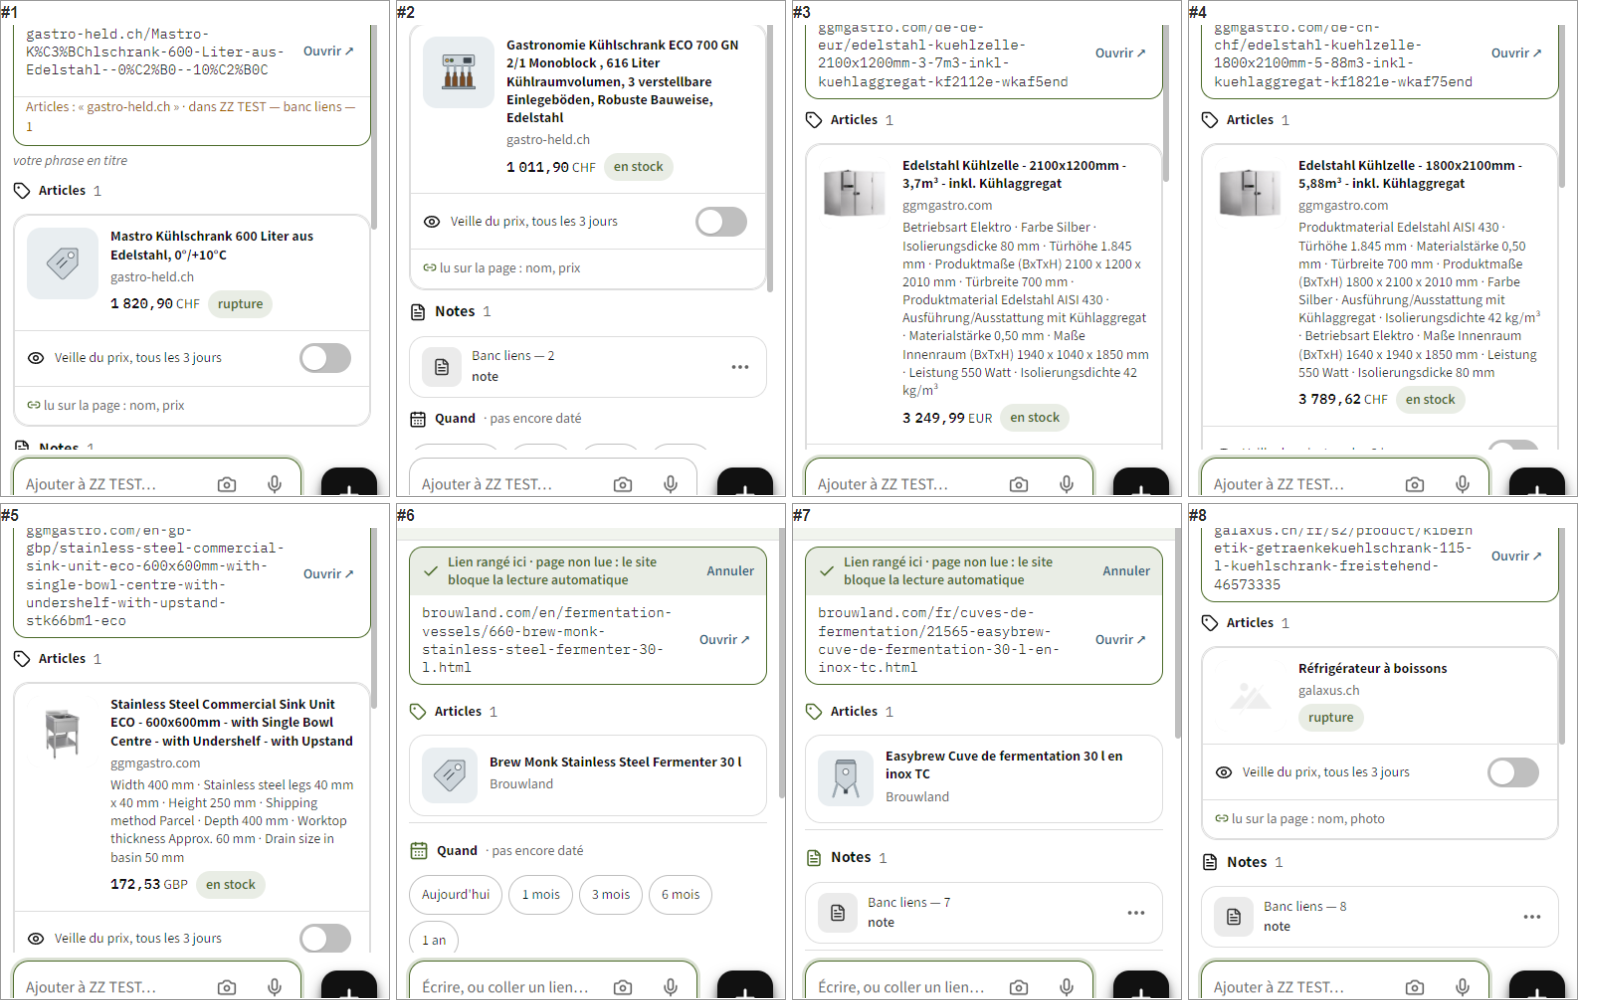 #1
gastro-held.ch/Mastro-
K%C3%BChlschrank-600-Liter-aus-
Edelstahl--0%C2%B0--10%C2%B0C
Ouvrir ↗
Articles : « gastro-held.ch » · dans ZZ TEST — banc liens —
1
votre phrase en titre
Articles 1
Mastro Kühlschrank 600 Liter aus
Edelstahl, 0°/+10°C
gastro-held.ch
1 820,90 CHF rupture
Veille du prix, tous les 3 jours
lu sur la page : nom, prix
Notes 1
Ajouter à ZZ TEST…
#2
Gastronomie Kühlschrank ECO 700 GN
2/1 Monoblock , 616 Liter
Kühlraumvolumen, 3 verstellbare
Einlegeböden, Robuste Bauweise,
Edelstahl
gastro-held.ch
1 011,90 CHF en stock
Veille du prix, tous les 3 jours
lu sur la page : nom, prix
Notes 1
Banc liens — 2
note
Quand · pas encore daté
Ajouter à ZZ TEST…
#3
ggmgastro.com/de-de-
eur/edelstahl-kuehlzelle-
2100x1200mm-3-7m3-inkl-
kuehlaggregat-kf2112e-wkaf5end
Ouvrir ↗
Articles 1
Edelstahl Kühlzelle - 2100x1200mm -
3,7m³ - inkl. Kühlaggregat
ggmgastro.com
Betriebsart Elektro · Farbe Silber ·
Isolierungsdicke 80 mm · Türhöhe 1.845
mm · Produktmaße (BxTxH) 2100 x 1200 x
2010 mm · Türbreite 700 mm ·
Produktmaterial Edelstahl AISI 430 ·
Ausführung/Ausstattung mit Kühlaggregat
· Materialstärke 0,50 mm · Maße
Innenraum (BxTxH) 1940 x 1040 x 1850 mm
· Leistung 550 Watt · Isolierungsdichte 42
kg/m³
3 249,99 EUR en stock
Ajouter à ZZ TEST…
#4
ggmgastro.com/de-ch-
chf/edelstahl-kuehlzelle-
1800x2100mm-5-88m3-inkl-
kuehlaggregat-kf1821e-wkaf75end
Ouvrir ↗
Articles 1
Edelstahl Kühlzelle - 1800x2100mm -
5,88m³ - inkl. Kühlaggregat
ggmgastro.com
Produktmaterial Edelstahl AISI 430 ·
Türhöhe 1.845 mm · Materialstärke 0,50
mm · Türbreite 700 mm · Produktmaße
(BxTxH) 1800 x 2100 x 2010 mm · Farbe
Silber · Ausführung/Ausstattung mit
Kühlaggregat · Isolierungsdichte 42 kg/m³
· Betriebsart Elektro · Maße Innenraum
(BxTxH) 1640 x 1940 x 1850 mm · Leistung
550 Watt · Isolierungsdicke 80 mm
3 789,62 CHF en stock
Ajouter à ZZ TEST…
#5
ggmgastro.com/en-gb-
gbp/stainless-steel-commercial-
sink-unit-eco-600x600mm-with-
single-bowl-centre-with-
undershelf-with-upstand-
stk66bm1-eco
Ouvrir ↗
Articles 1
Stainless Steel Commercial Sink Unit
ECO - 600x600mm - with Single Bowl
Centre - with Undershelf - with Upstand
ggmgastro.com
Width 400 mm · Stainless steel legs 40 mm
x 40 mm · Height 250 mm · Shipping
method Parcel · Depth 400 mm · Worktop
thickness Approx. 60 mm · Drain size in
basin 50 mm
172,53 GBP en stock
Veille du prix, tous les 3 jours
Ajouter à ZZ TEST…
#6
Lien rangé ici · page non lue : le site
bloque la lecture automatique
Annuler
brouwland.com/en/fermentation-
vessels/660-brew-monk-
stainless-steel-fermenter-30-
l.html
Ouvrir ↗
Articles 1
Brew Monk Stainless Steel Fermenter 30 l
Brouwland
Quand · pas encore daté
Aujourd'hui 1 mois 3 mois 6 mois
1 an
Écrire, ou coller un lien…
#7
Lien rangé ici · page non lue : le site
bloque la lecture automatique
Annuler
brouwland.com/fr/cuves-de-
fermentation/21565-easybrew-
cuve-de-fermentation-30-l-en-
inox-tc.html
Ouvrir ↗
Articles 1
Easybrew Cuve de fermentation 30 l en
inox TC
Brouwland
Notes 1
Banc liens — 7
note
Écrire, ou coller un lien…
#8
galaxus.ch/fr/s2/product/kibern
etik-getraenkekuehlschrank-115-
l-kuehlschrank-freistehend-
46573335
Ouvrir ↗
Articles 1
Réfrigérateur à boissons
galaxus.ch
rupture
Veille du prix, tous les 3 jours
lu sur la page : nom, photo
Notes 1
Banc liens — 8
note
Ajouter à ZZ TEST…